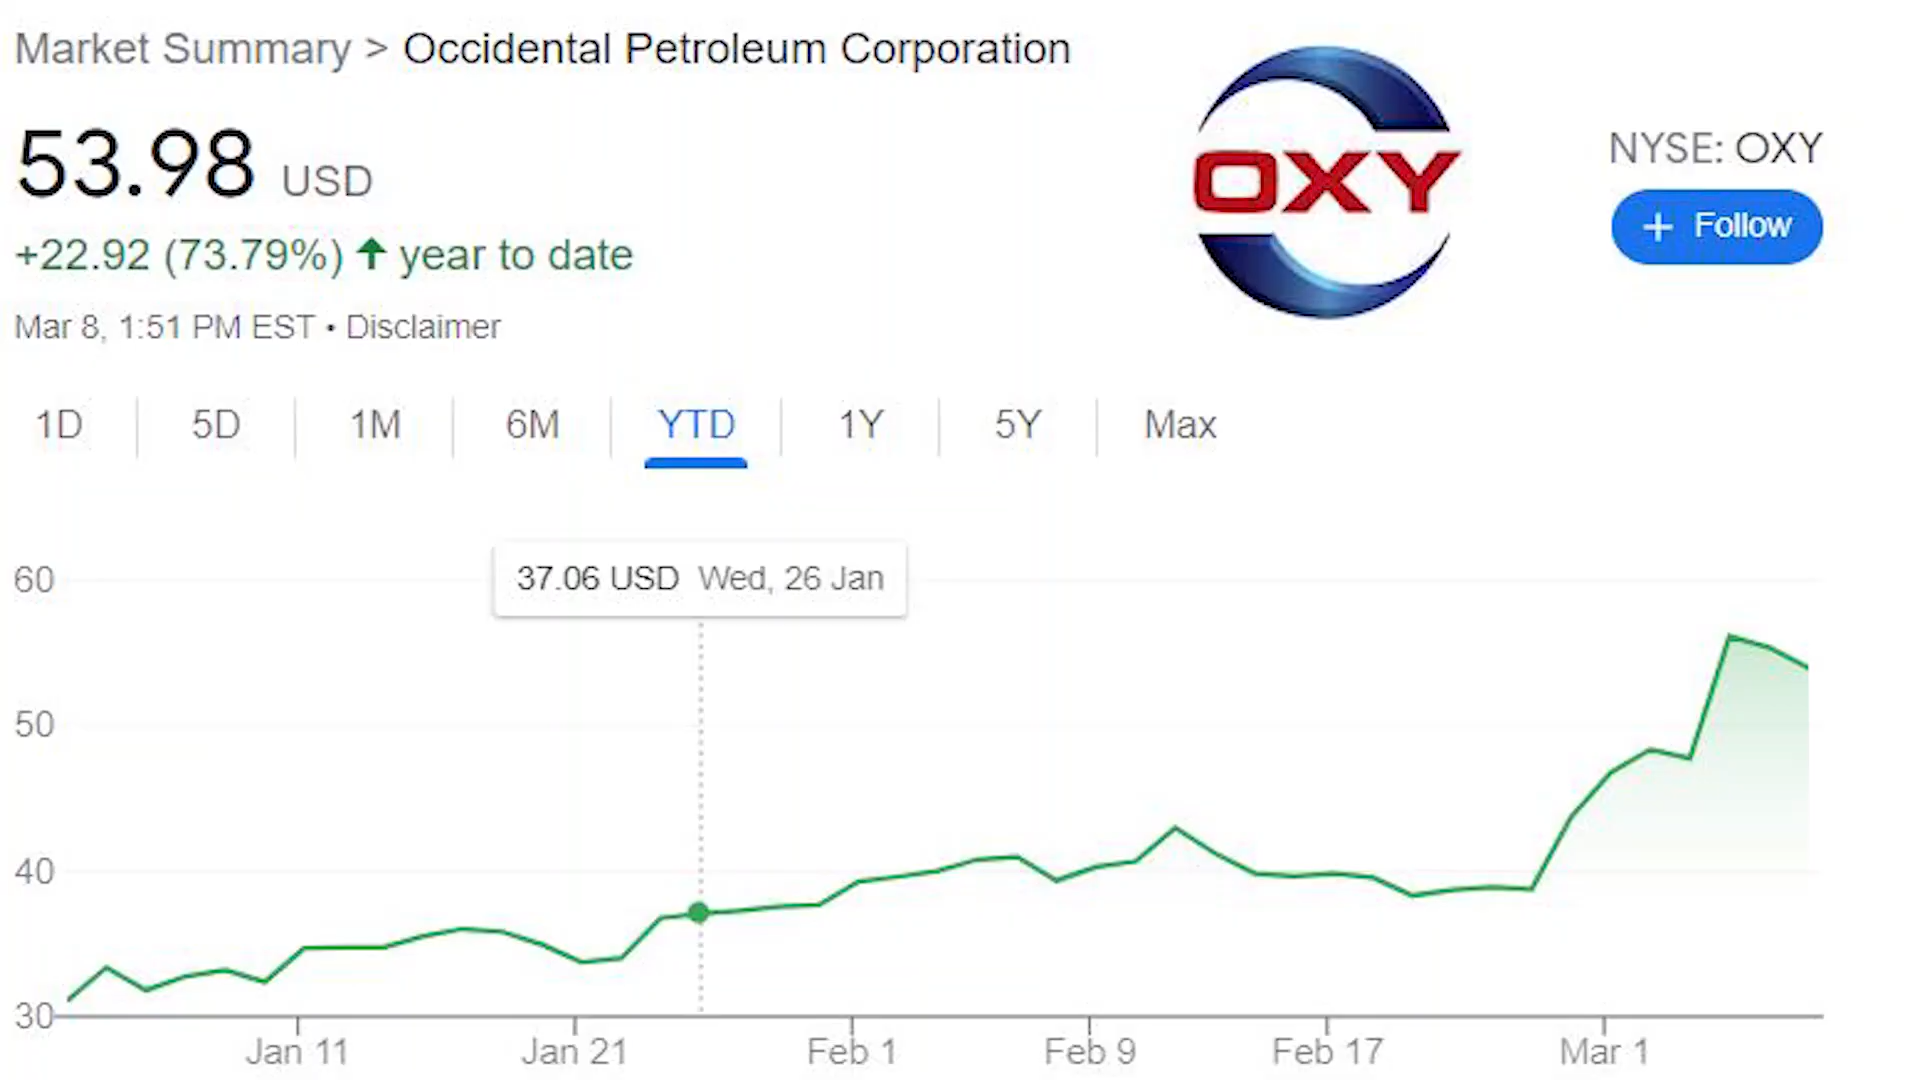 Market Summary > Occidental Petroleum Corporation
53.98 USD
+22.92 (73.79%) ↑ year to date
Mar 8, 1:51 PM EST • Disclaimer
OXY
NYSE: OXY
+ Follow
1D 5D 1M 6M YTD 1Y 5Y Max
37.06 USD Wed, 26 Jan
60
50
40
30
Jan 11 Jan 21 Feb 1 Feb 9 Feb 17 Mar 1